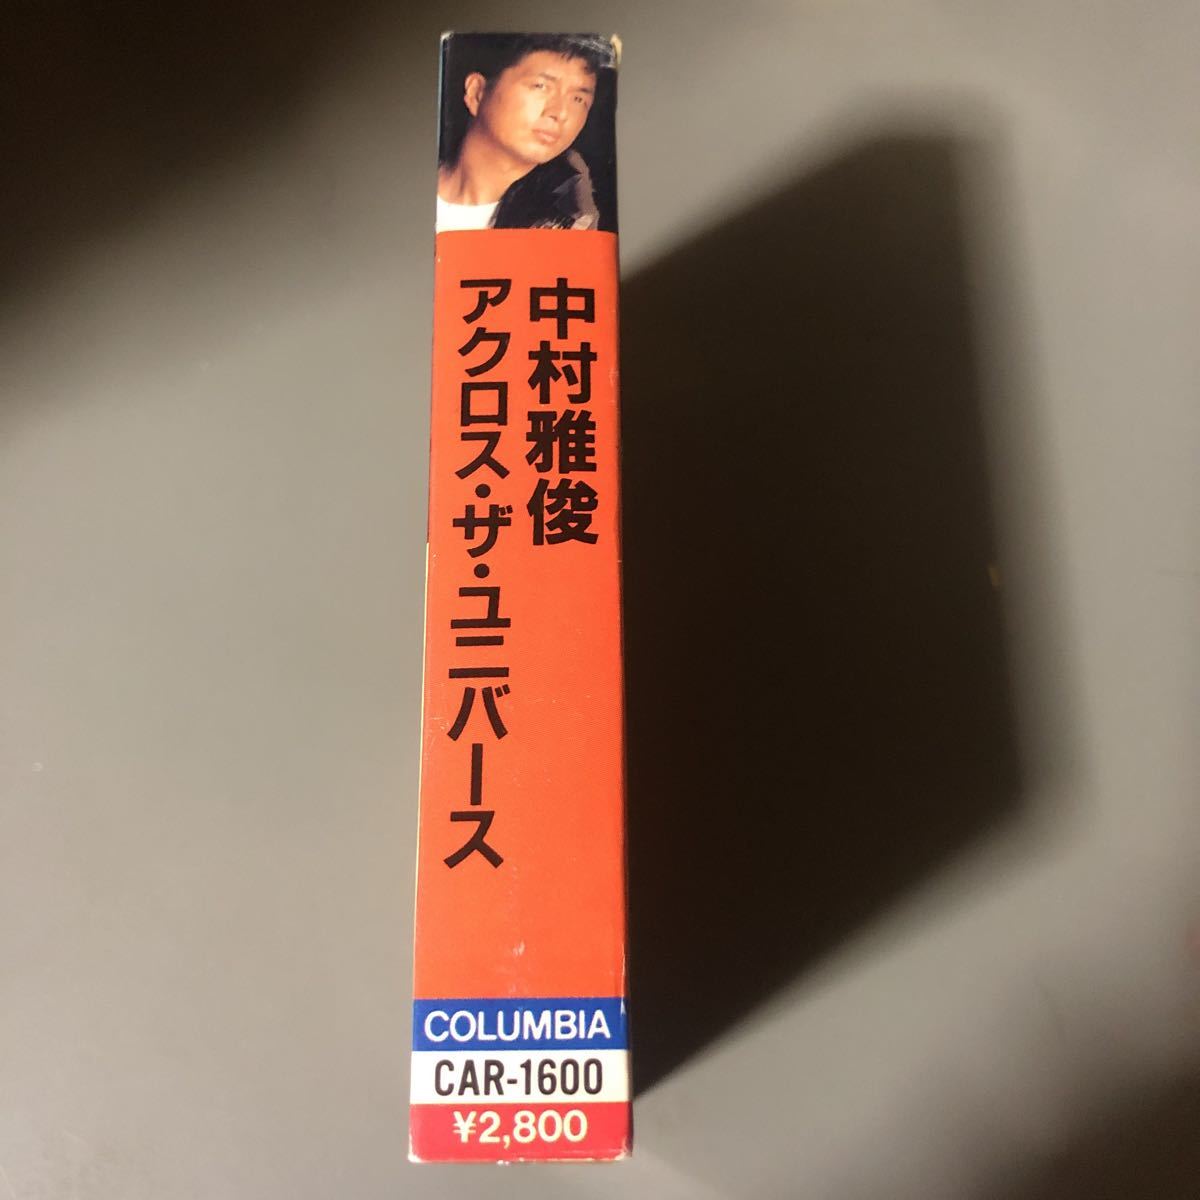 中村雅俊
アクロス・ザ・ユニバース
COLUMBIA
CAR-1600
¥2,800